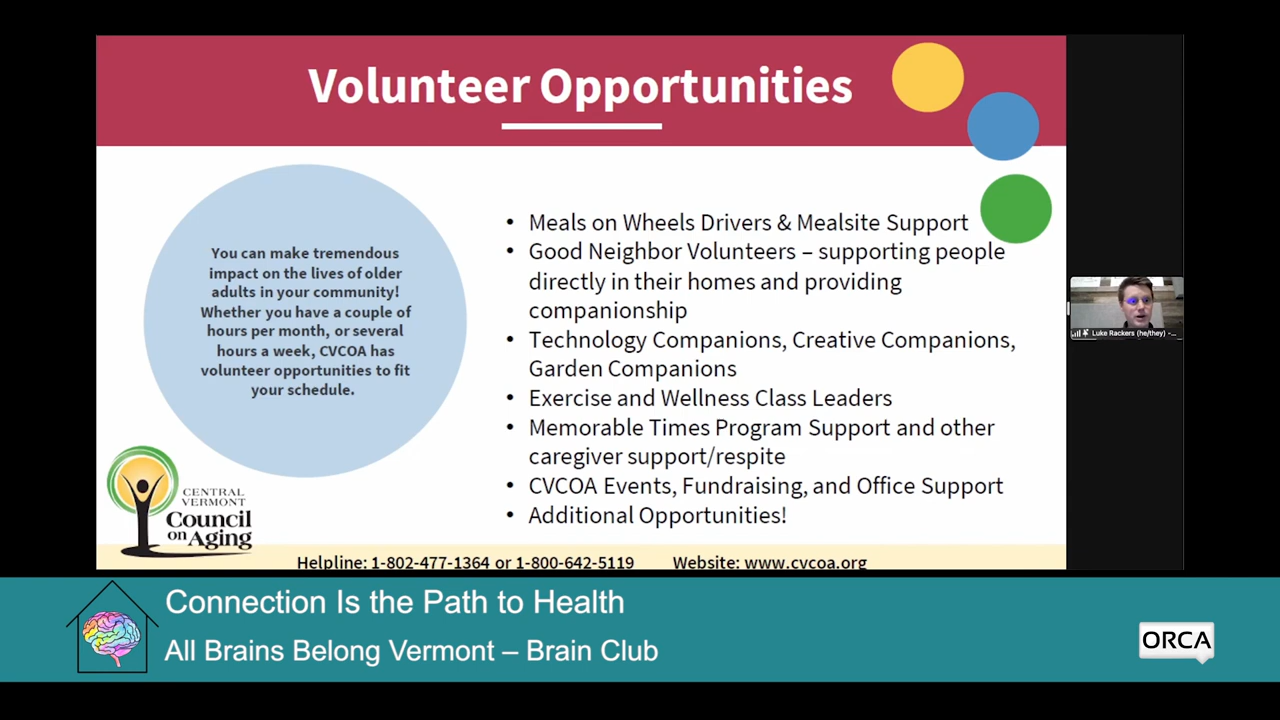 Volunteer Opportunities
You can make tremendous
impact on the lives of older
adults in your community!
Whether you have a couple of
hours per month, or several
hours a week, CVCOA has
volunteer opportunities to fit
your schedule.
• Meals on Wheels Drivers & Mealsite Support
• Good Neighbor Volunteers – supporting people
directly in their homes and providing
companionship
• Technology Companions, Creative Companions,
Garden Companions
• Exercise and Wellness Class Leaders
• Memorable Times Program Support and other
caregiver support/respite
• CVCOA Events, Fundraising, and Office Support
• Additional Opportunities!
Luke Rackers (he/they) -...
CENTRAL
VERMONT
Council
on Aging
Helpline: 1-802-477-1364 or 1-800-642-5119 Website: www.cvcoa.org
Connection Is the Path to Health
All Brains Belong Vermont – Brain Club
ORCA